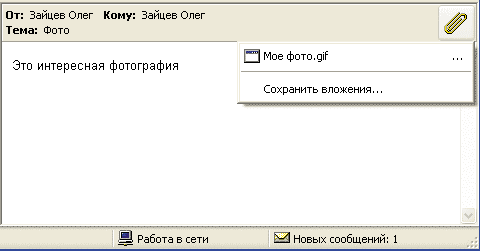 От: Зайцев Олег Кому: Зайцев Олег
Тема: Фото
Мое фото.gif ...
Это интересная фотография
Сохранить вложения...
Работа в сети Новых сообщений: 1